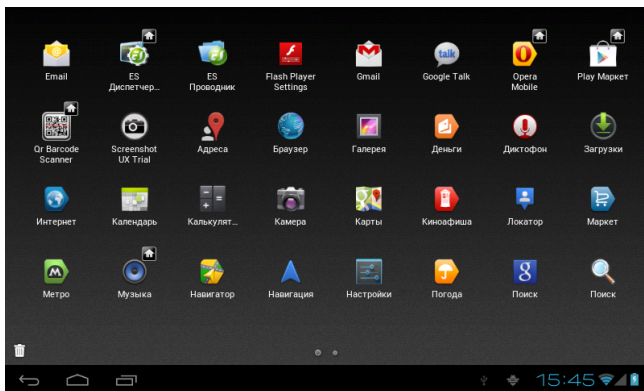 Email
ES
Диспетчер...
ES
Проводник
Flash Player
Settings
Gmail
talk
Google Talk
Opera
Mobile
Play Маркет
Qr Barcode
Scanner
Screenshot
UX Trial
Адреса
Браузер
Галерея
Деньги
Диктофон
Загрузки
Интернет
Календарь
Калькулят...
Камера
Карты
Киноафиша
Локатор
Маркет
Метро
Музыка
Навигатор
Навигация
Настройки
Погода
Поиск
Поиск
15:45